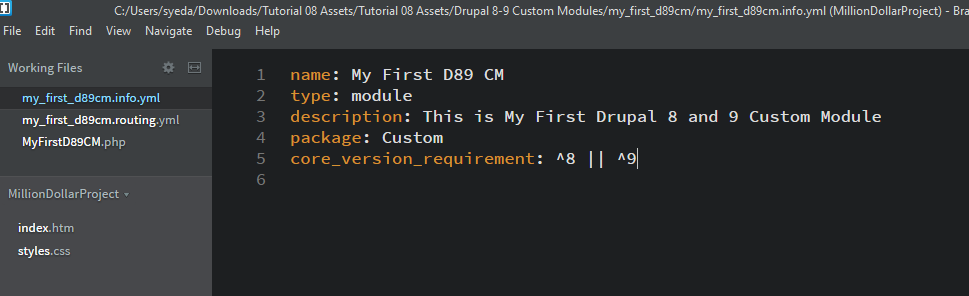 C:/Users/syeda/Downloads/Tutorial 08 Assets/Tutorial 08 Assets/Drupal 8-9 Custom Modules/my_first_d89cm/my_first_d89cm.info.yml (MillionDollarProject) - Bra
File Edit Find View Navigate Debug Help
Working Files
my_first_d89cm.info.yml
my_first_d89cm.routing.yml
MyFirstD89CM.php
MillionDollarProject
index.htm
styles.css
1 name: My First D89 CM
2 type: module
3 description: This is My First Drupal 8 and 9 Custom Module
4 package: Custom
5 core_version_requirement: ^8 || ^9
6